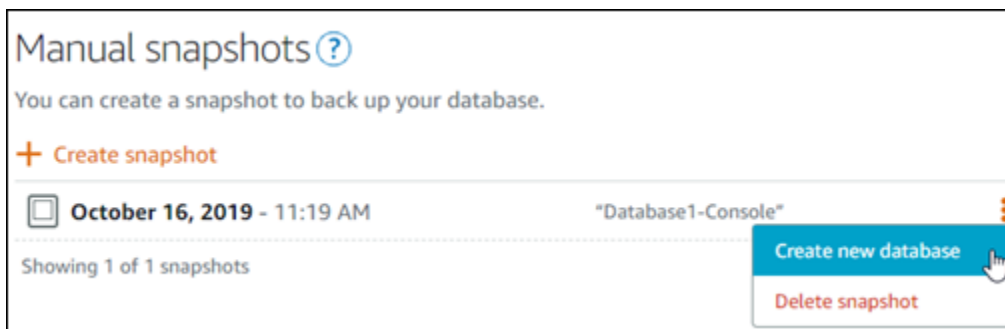 Manual snapshots ?
You can create a snapshot to back up your database.
+ Create snapshot
October 16, 2019 - 11:19 AM "Database1-Console"
Showing 1 of 1 snapshots
Create new database
Delete snapshot